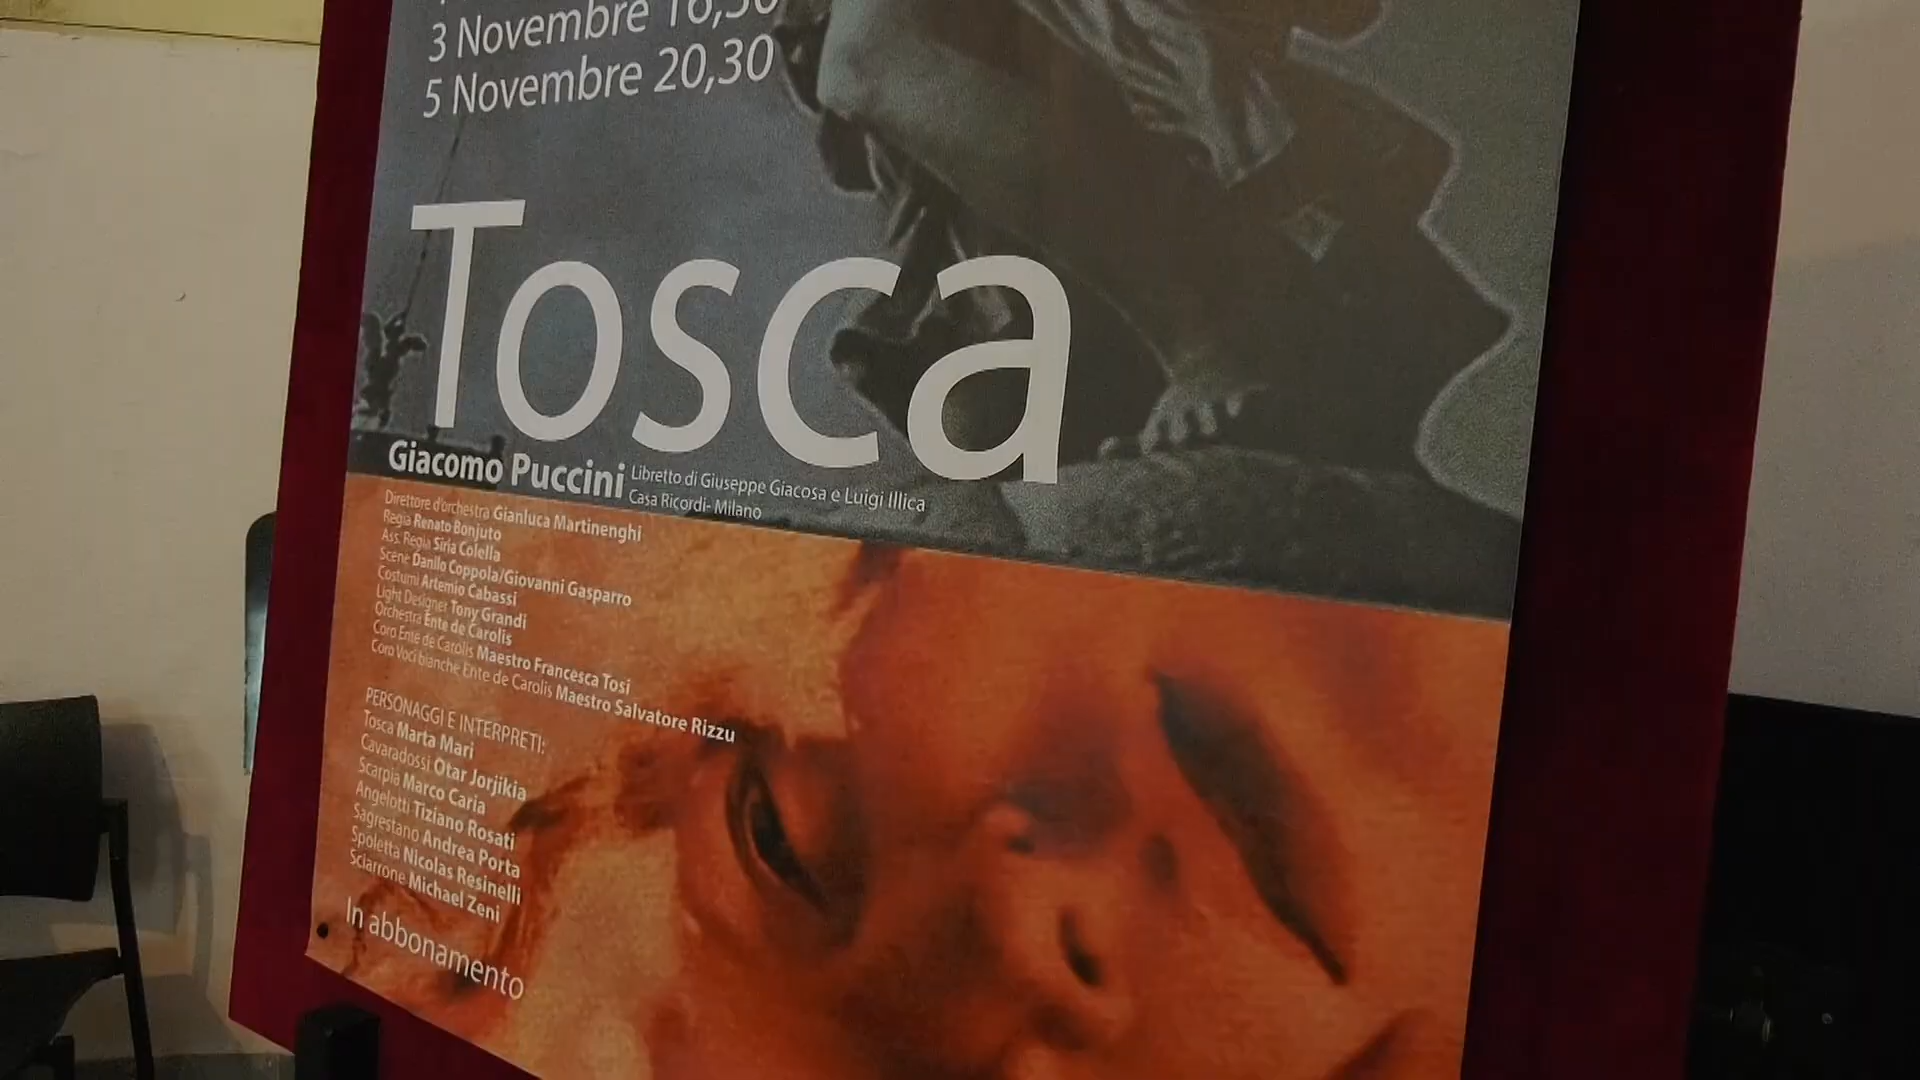 3 Novembre 16,30
5 Novembre 20,30
Tosca
Giacomo Puccini Libretto di Giuseppe Giacosa e Luigi Illica
Casa Ricordi- Milano
Direttore d'orchestra Gianluca Martinenghi
Regia Renato Bonjuto
Ass. Regia Siria Colella
Scene Danilo Coppola/Giovanni Gasparro
Costumi Artemio Cabassi
Light Designer Tony Grandi
Orchestra Ente de Carolis
Coro Ente de Carolis Maestro Francesca Tosi
Coro Voci bianche Ente de Carolis Maestro Salvatore Rizzu
PERSONAGGI E INTERPRETI:
Tosca Marta Mari
Cavaradossi Otar Jorjikia
Scarpia Marco Caria
Angelotti Tiziano Rosati
Sagrestano Andrea Porta
Spoletta Nicolas Resinelli
Sciarrone Michael Zeni
In abbonamento